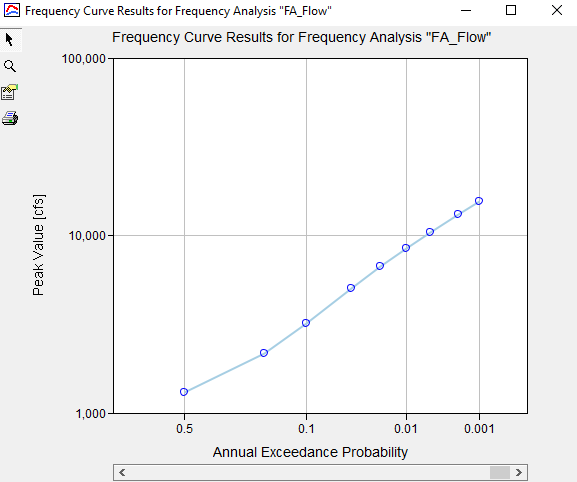 Frequency Curve Results for Frequency Analysis "FA_Flow"
Frequency Curve Results for Frequency Analysis "FA_Flow"
100,000
Peak Value [cfs]
10,000
1,000
0.5 0.1 0.01 0.001
Annual Exceedance Probability